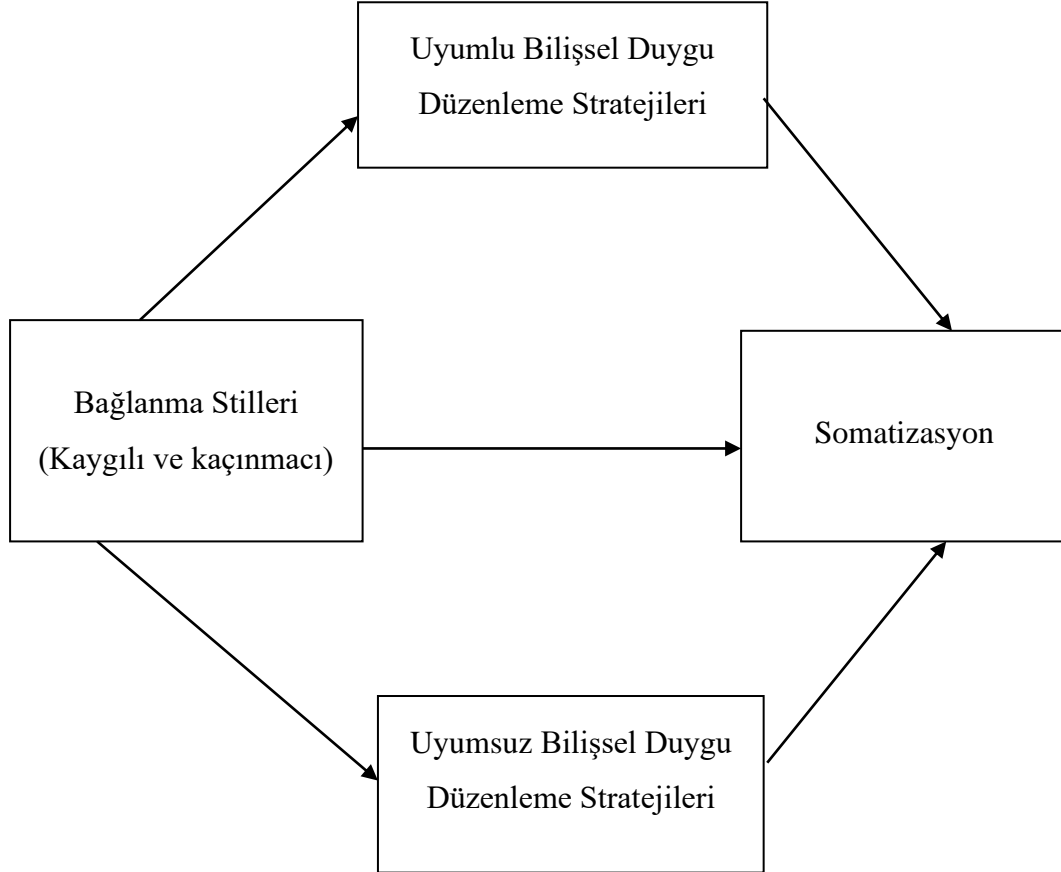 Uyumlu Bilişsel Duygu
Düzenleme Stratejileri
Bağlanma Stilleri
(Kaygılı ve kaçınmacı)
Somatizasyon
Uyumsuz Bilişsel Duygu
Düzenleme Stratejileri